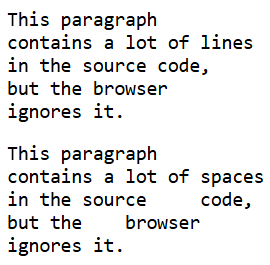 This paragraph
contains a lot of lines
in the source code,
but the browser
ignores it.
This paragraph
contains a lot of spaces
in the source     code,
but the    browser
ignores it.